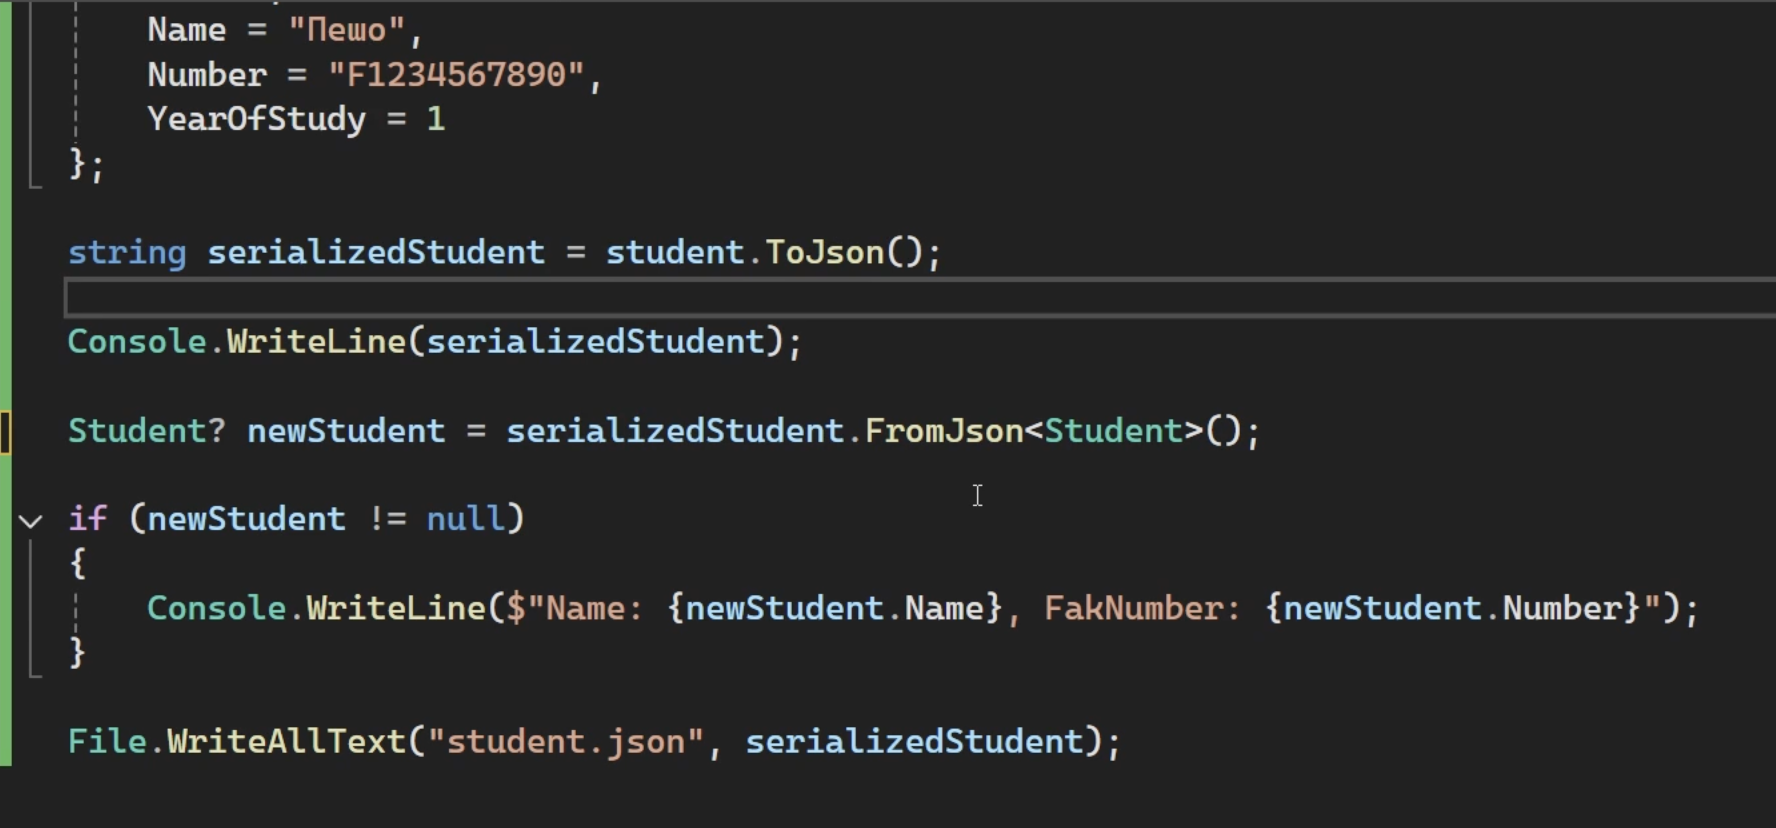 Name = "Пешо",
Number = "F1234567890",
YearOfStudy = 1
};
string serializedStudent = student.ToJson();
Console.WriteLine(serializedStudent);
Student? newStudent = serializedStudent.FromJson<Student>();
if (newStudent != null)
{
Console.WriteLine($"Name: {newStudent.Name}, FakNumber: {newStudent.Number}");
}
File.WriteAllText("student.json", serializedStudent);